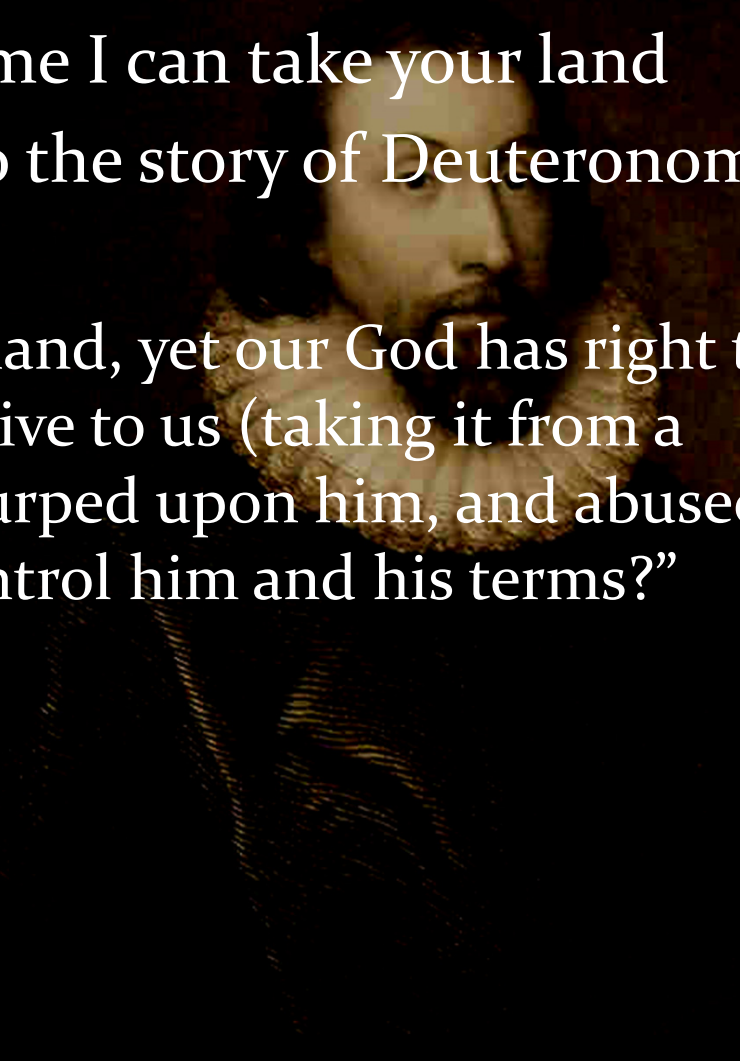 me I can take your land
o the story of Deuteronom
and, yet our God has right t
ive to us (taking it from a
urped upon him, and abused
ntrol him and his terms?”